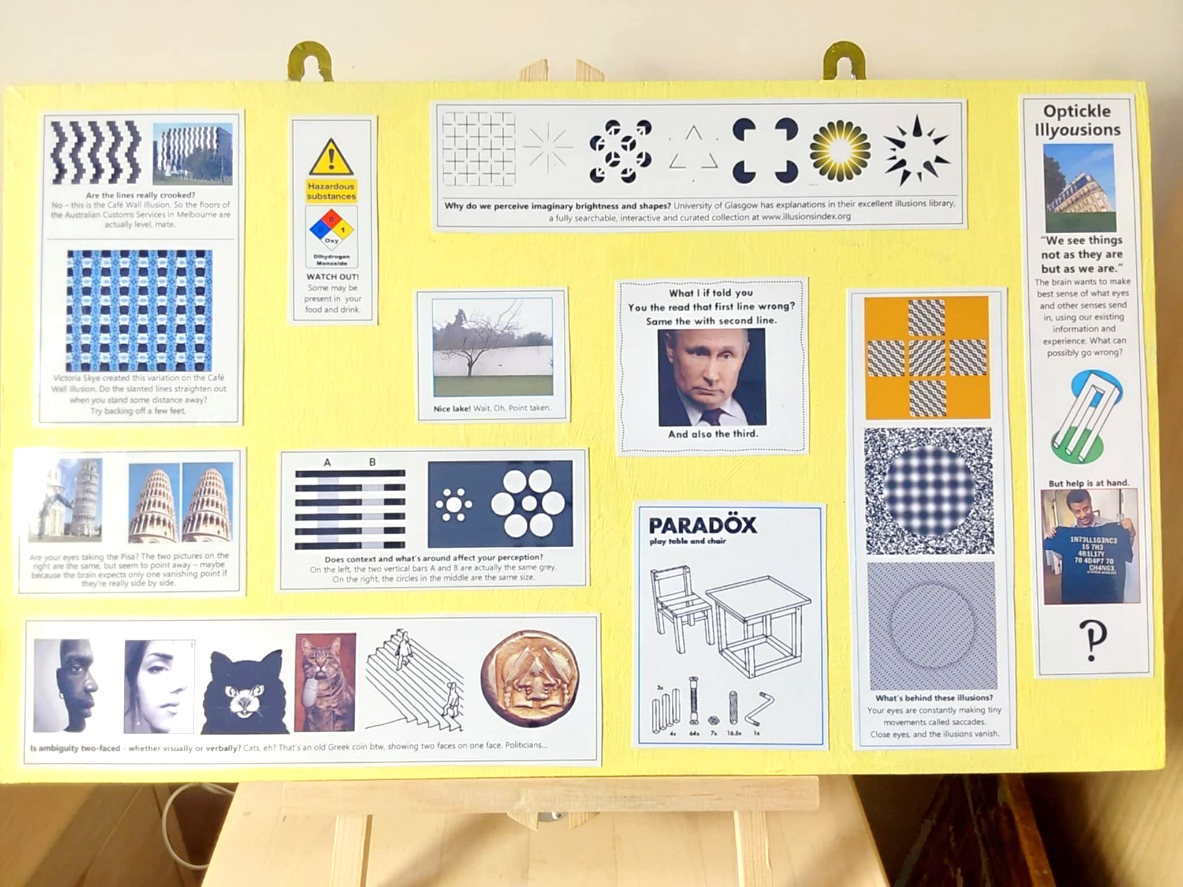 Are the lines really crooked?
No – this is the Café Wall Illusion. So the floors of
the Australian Customs Services in Melbourne are
actually level, mate.
Victoria Skye created this variation on the Café
Wall Illusion. Do the slanted lines straighten out
when you stand some distance away?
Try backing off a few feet.
Hazardous
substances
0
0
1
Oxy
Dihydrogen
Monoxide
WATCH OUT!
Some may be
present in your
food and drink.
Why do we perceive imaginary brightness and shapes? University of Glasgow has explanations in their excellent illusions library,
a fully searchable, interactive and curated collection at www.illusionsindex.org
Optickle
Illyousions
"We see things
not as they are
but as we are."
The brain wants to make
best sense of what eyes
and other senses send
in, using our existing
information and
experience. What can
possibly go wrong?
But help is at hand.
1N73LL1G3NC3
15 7H3
4B1L17Y
70 4D4P7 70
CH4NG3.
?
Nice lake! Wait. Oh. Point taken.
What I if told you
You the read that first line wrong?
Same the with second line.
And also the third.
Are your eyes taking the Pisa? The two pictures on the
right are the same, but seem to point away – maybe
because the brain expects only one vanishing point if
they're really side by side.
A B
Does context and what's around affect your perception?
On the left, the two vertical bars A and B are actually the same grey.
On the right, the circles in the middle are the same size.
PARADÖX
play table and chair
3x
4x 64x 7x 16.5x 1x
What's behind these illusions?
Your eyes are constantly making tiny
movements called saccades.
Close eyes, and the illusions vanish.
Is ambiguity two-faced – whether visually or verbally? Cats, eh? That's an old Greek coin btw, showing two faces on one face. Politicians...